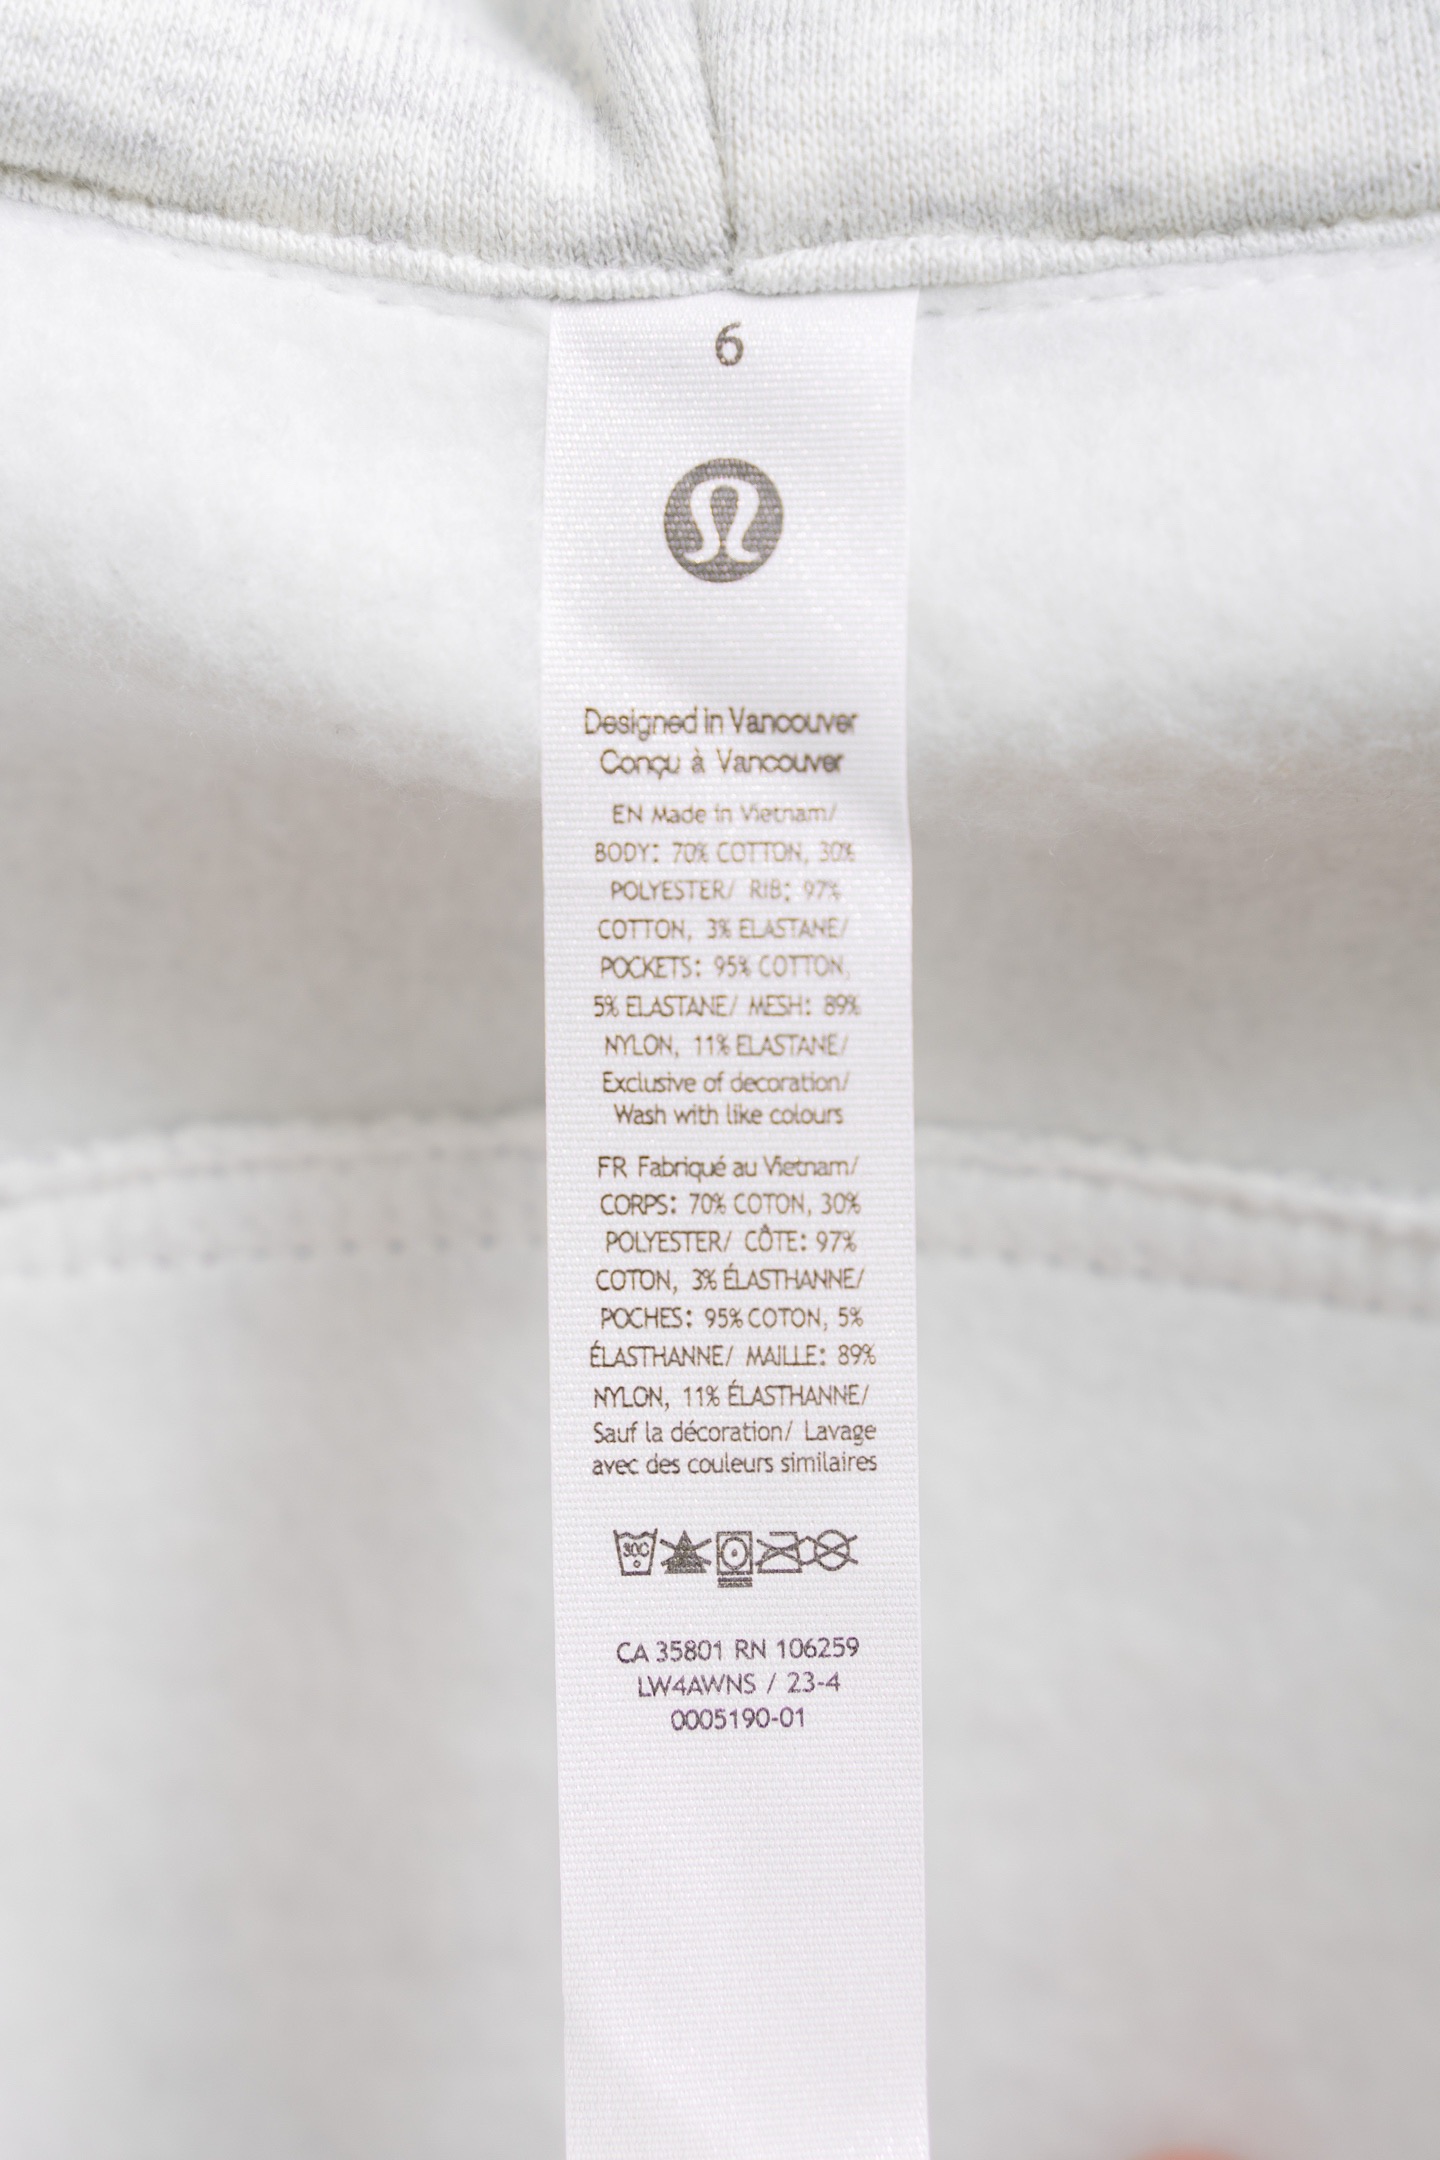 6
Designed in Vancouver
Conçu à Vancouver
EN Made in Vietnam/
BODY: 70% COTTON, 30%
POLYESTER/ RIB: 97%
COTTON, 3% ELASTANE/
POCKETS: 95% COTTON,
5% ELASTANE/ MESH: 89%
NYLON, 11% ELASTANE/
Exclusive of decoration/
Wash with like colours
FR Fabriqué au Vietnam/
CORPS: 70% COTON, 30%
POLYESTER/ CÔTE: 97%
COTON, 3% ÉLASTHANNE/
POCHES: 95% COTON, 5%
ÉLASTHANNE/ MAILLE: 89%
NYLON, 11% ÉLASTHANNE/
Sauf la décoration/ Lavage
avec des couleurs similaires
30C
CA 35801 RN 106259
LW4AWNS / 23-4
0005190-01